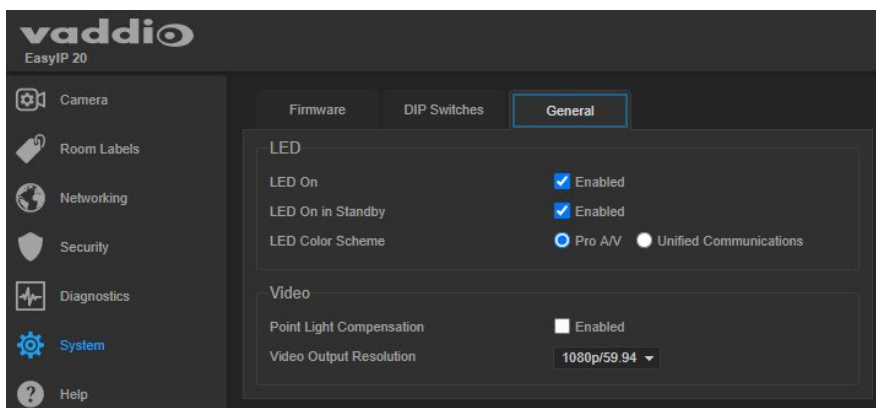 vaddio
EasyIP 20
Camera
Room Labels
Networking
Security
Diagnostics
System
Help
Firmware DIP Switches General
LED
LED On Enabled
LED On in Standby Enabled
LED Color Scheme Pro A/V Unified Communications
Video
Point Light Compensation Enabled
Video Output Resolution 1080p/59.94